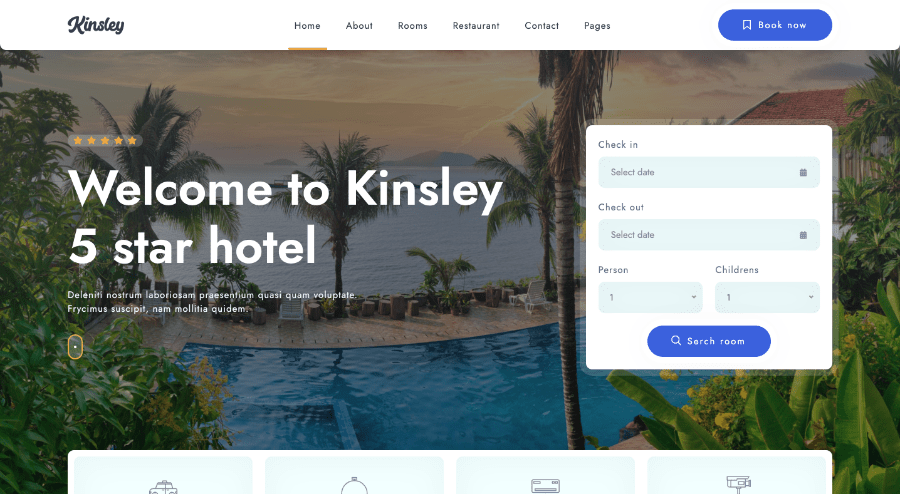 Kinsley
Home About Rooms Restaurant Contact Pages
Book now
Welcome to Kinsley
5 star hotel
Deleniti nostrum laboriosam praesentium quasi quam voluptate.
Frycimus suscipit, nam mollitia quidem.
Check in
Select date
Check out
Select date
Person Childrens
1 1
Serch room